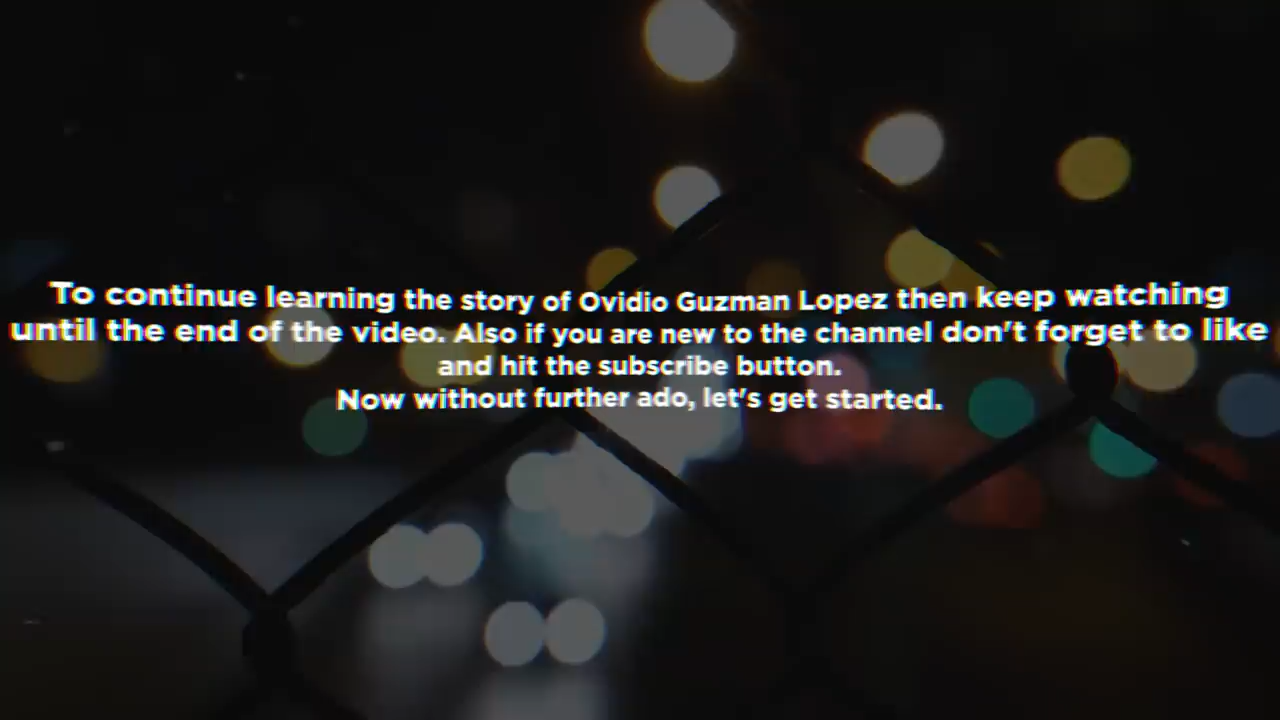 To continue learning the story of Ovidio Guzman Lopez then keep watching
until the end of the video. Also if you are new to the channel don't forget to like
and hit the subscribe button.
Now without further ado, let's get started.